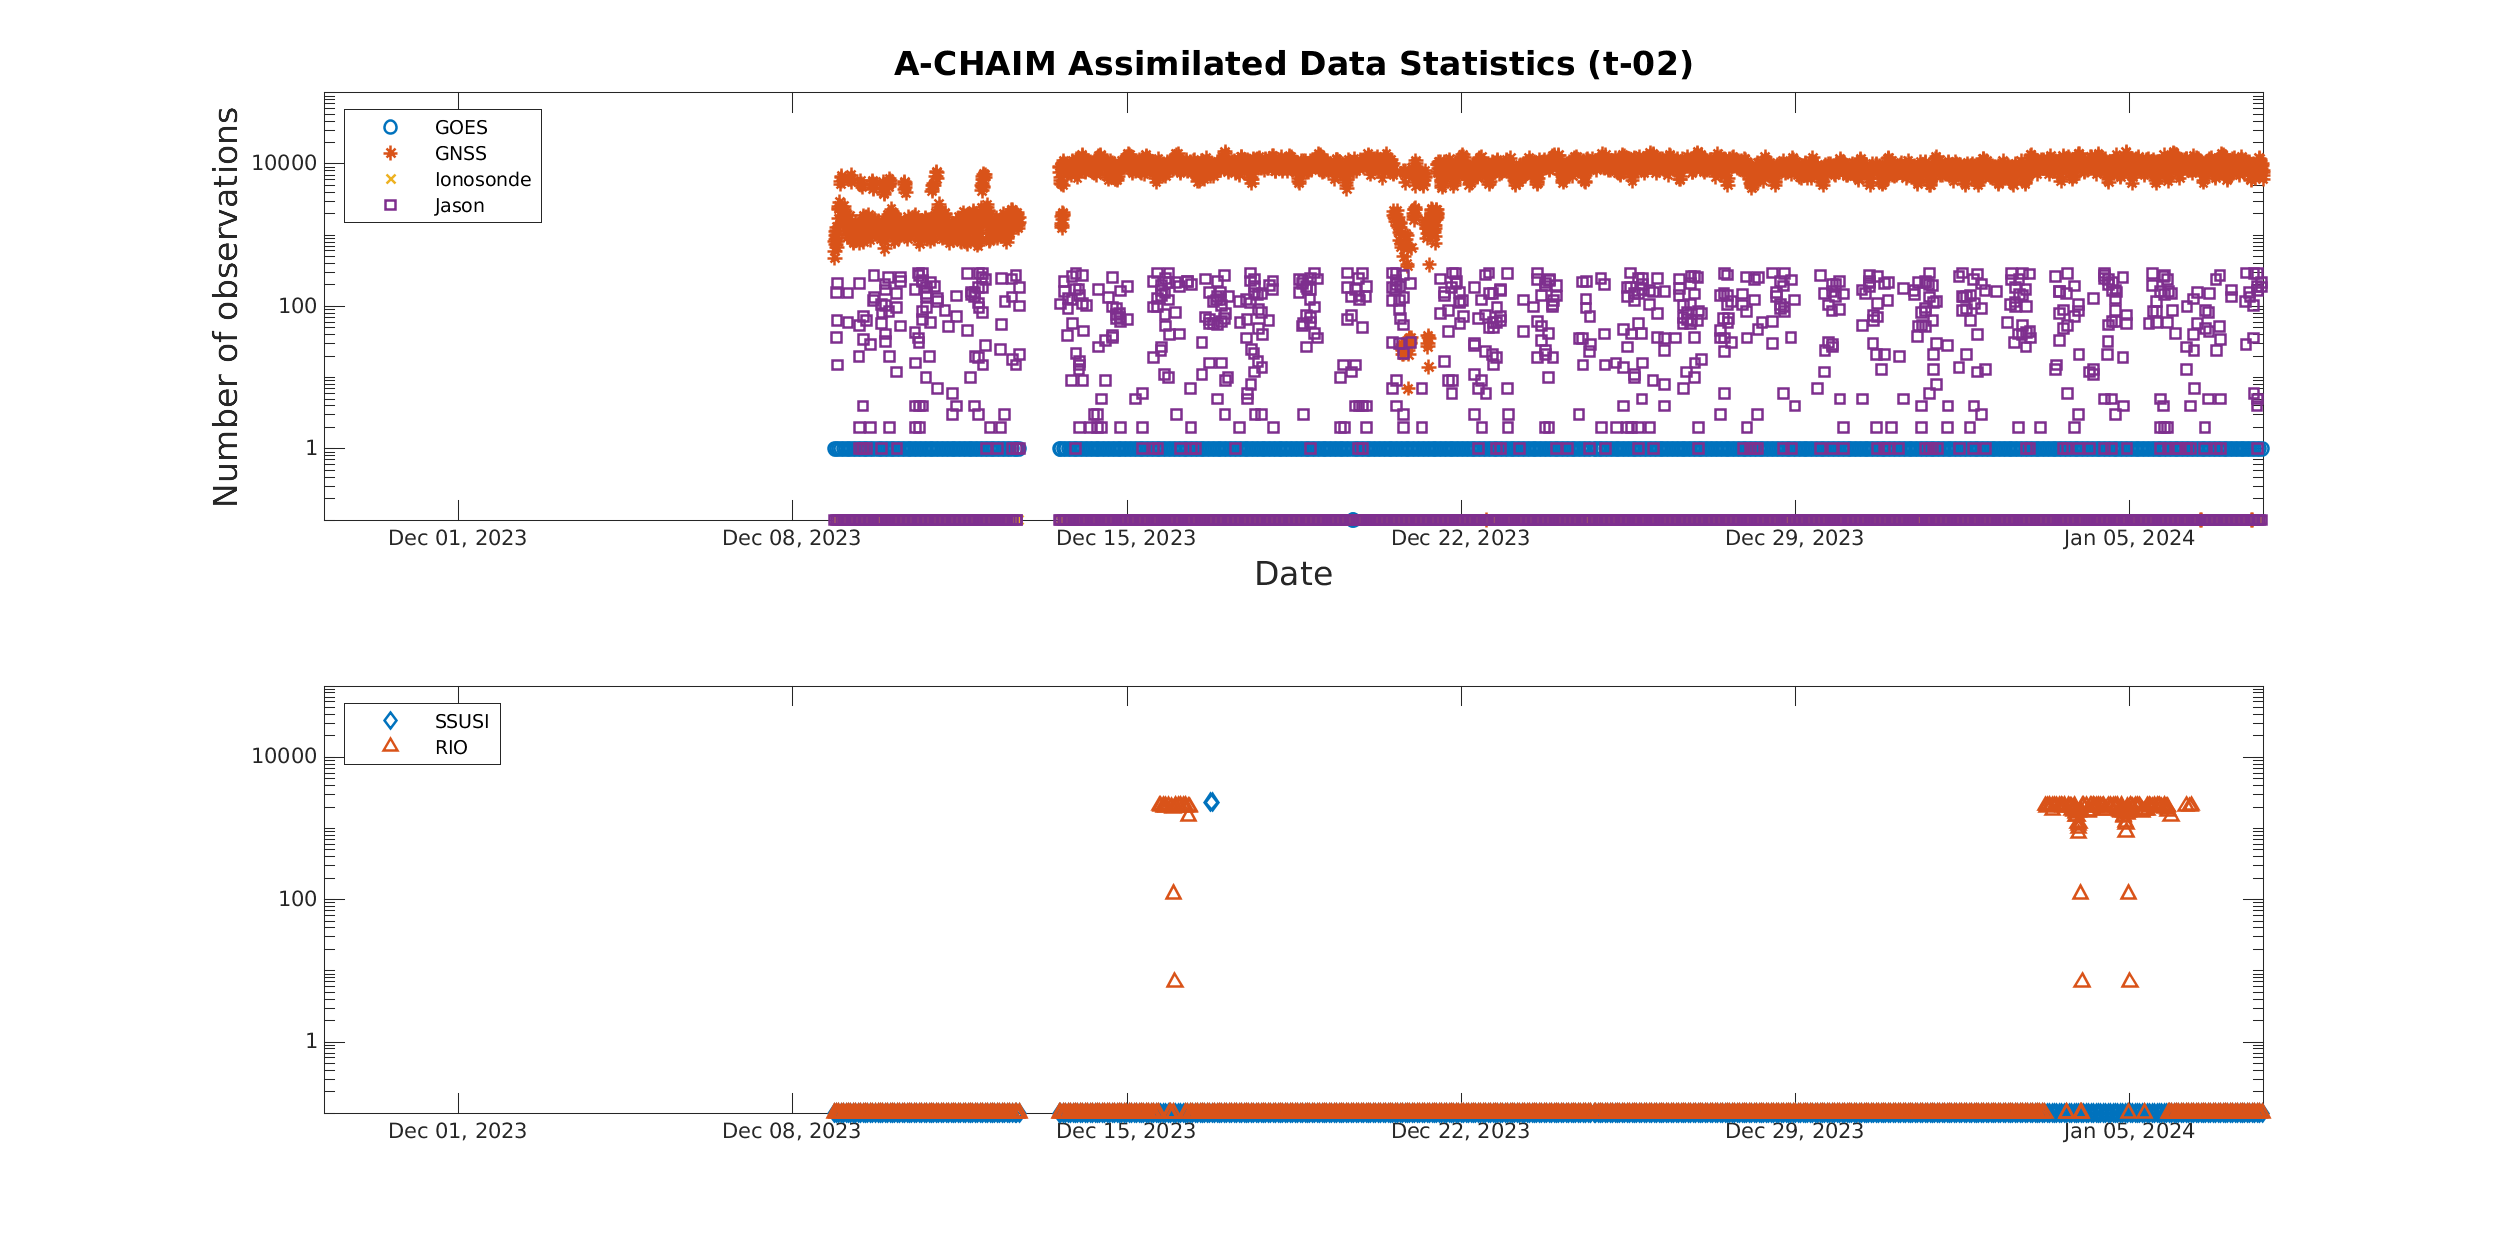 A-CHAIM Assimilated Data Statistics (t-02)
Number of observations
GOES
GNSS
Ionosonde
Jason
10000
100
1
Dec 01, 2023
Dec 08, 2023
Dec 15, 2023
Dec 22, 2023
Dec 29, 2023
Jan 05, 2024
Date
SSUSI
RIO
10000
100
1
Dec 01, 2023
Dec 08, 2023
Dec 15, 2023
Dec 22, 2023
Dec 29, 2023
Jan 05, 2024